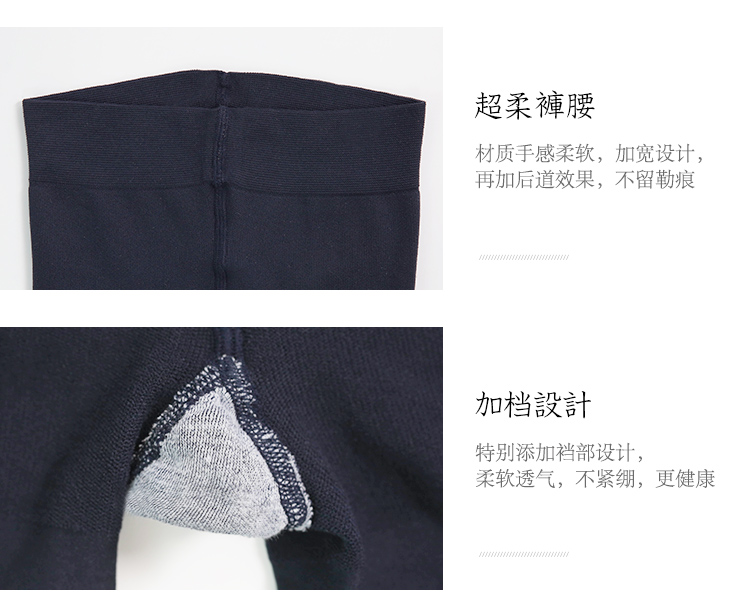 超柔褲腰
材质手感柔软，加宽设计，
再加后道效果，不留勒痕
加档設計
特别添加裆部设计，
柔软透气，不紧绷，更健康